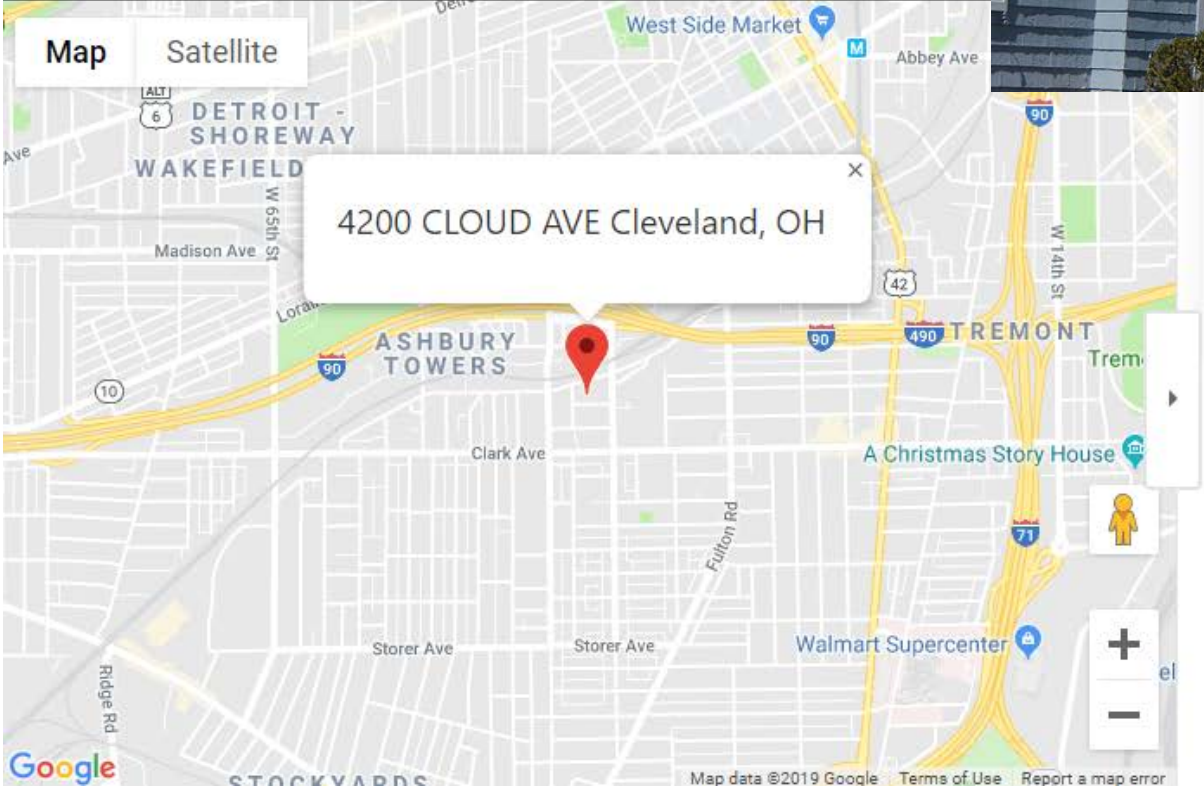 Detro
West Side Market
M
Abbey Ave
Map
Satellite
ALT
6
DETROIT -
SHOREWAY
90
Ave
WAKEFIELD
4200 CLOUD AVE Cleveland, OH
W 65th St
Madison Ave
W 14th St
42
Lorain
ASHBURY
TOWERS
90
90
490
TREMONT
Trem
10
Clark Ave
A Christmas Story House
Fulton Rd
71
Storer Ave
Storer Ave
Walmart Supercenter
el
Ridge Rd
Google
STOCKYARDS
Map data ©2019 Google
Terms of Use
Report a map error